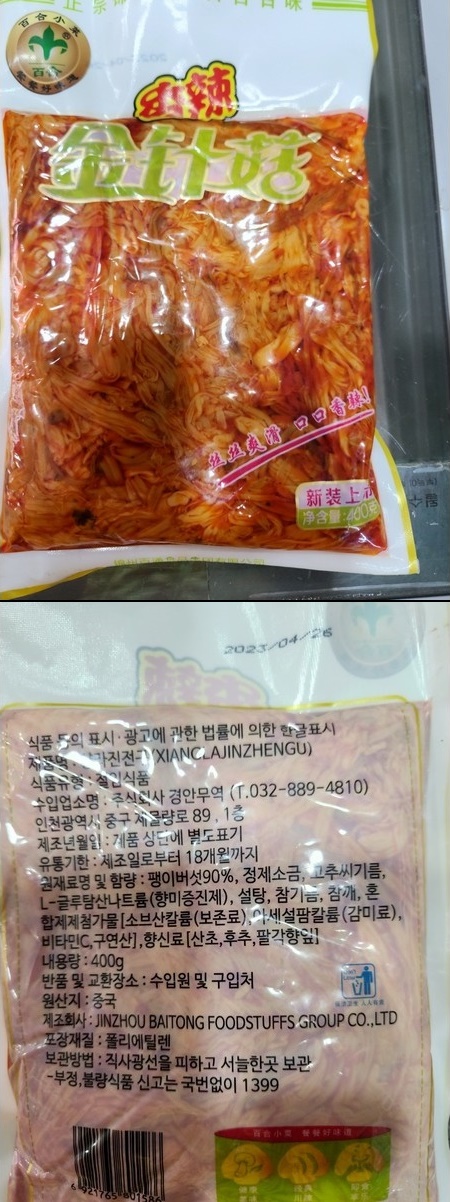 百合小菜
百合
香辣
金针菇
丝丝爽滑 口口香辣!
新装上市
净含量:400克
2023/04/26
식품 등의 표시·광고에 관한 법률에 의한 한글표시
제품명 : 가진전구(XIANGLAJINZHENGU)
식품유형 : 절임식품
수입업소명 : 주식회사 경안무역 (T.032-889-4810)
인천광역시 중구 제물량로 89 , 1층
제조년월일 : 제품 상단에 별도표기
유통기한 : 제조일로부터 18개월까지
원재료명 및 함량 : 팽이버섯90%, 정제소금, 고추씨기름,
L-글루탐산나트륨(향미증진제), 설탕, 참기름, 참깨, 혼
합제제첨가물[소브산칼륨(보존료),아세설팜칼륨(감미료),
비타민C,구연산],향신료[산초,후추,팔각향잎]
내용량 : 400g
반품 및 교환장소 : 수입원 및 구입처
원산지 : 중국
제조회사 : JINZHOU BAITONG FOODSTUFFS GROUP CO.,LTD
포장재질 : 폴리에틸렌
보관방법 : 직사광선을 피하고 서늘한곳 보관
-부정,불량식품 신고는 국번없이 1399
百合小菜 餐餐好味道